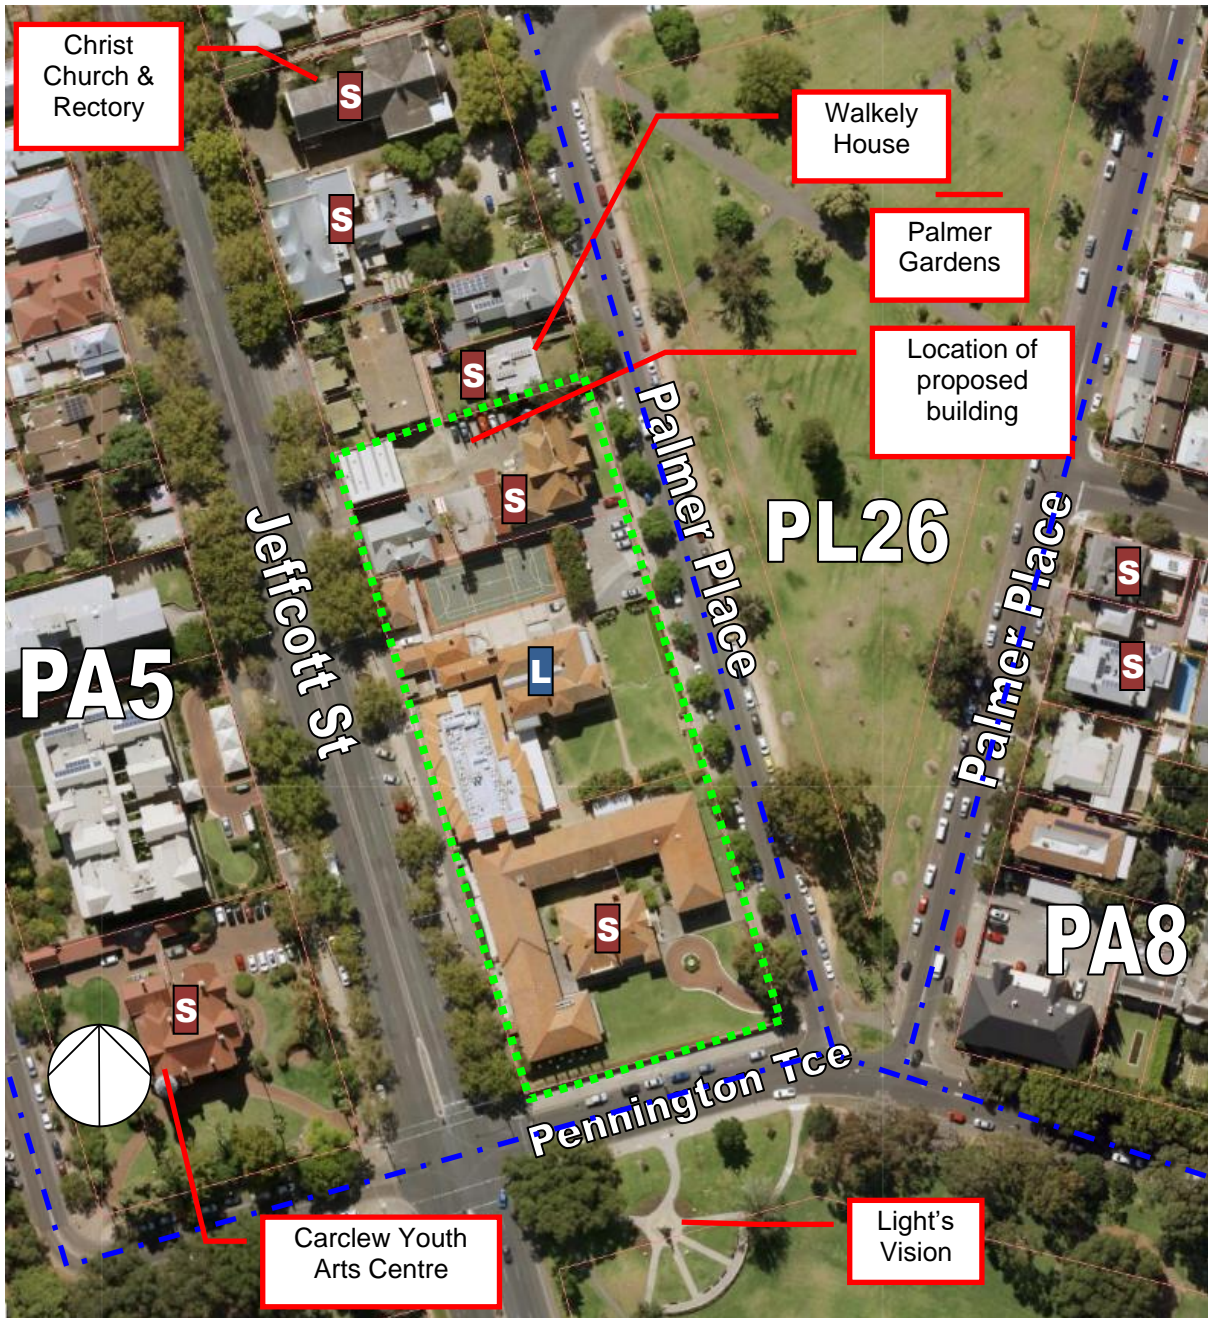 Christ
Church &
Rectory
S
Walkely
House
S
Palmer
Gardens
Location of
proposed
building
S
Palmer Place
S
PL26
Jeffcott St
Palmer Place
S
S
PA5
L
S
PA8
S
Pennington Tce
Carclew Youth
Arts Centre
Light's
Vision